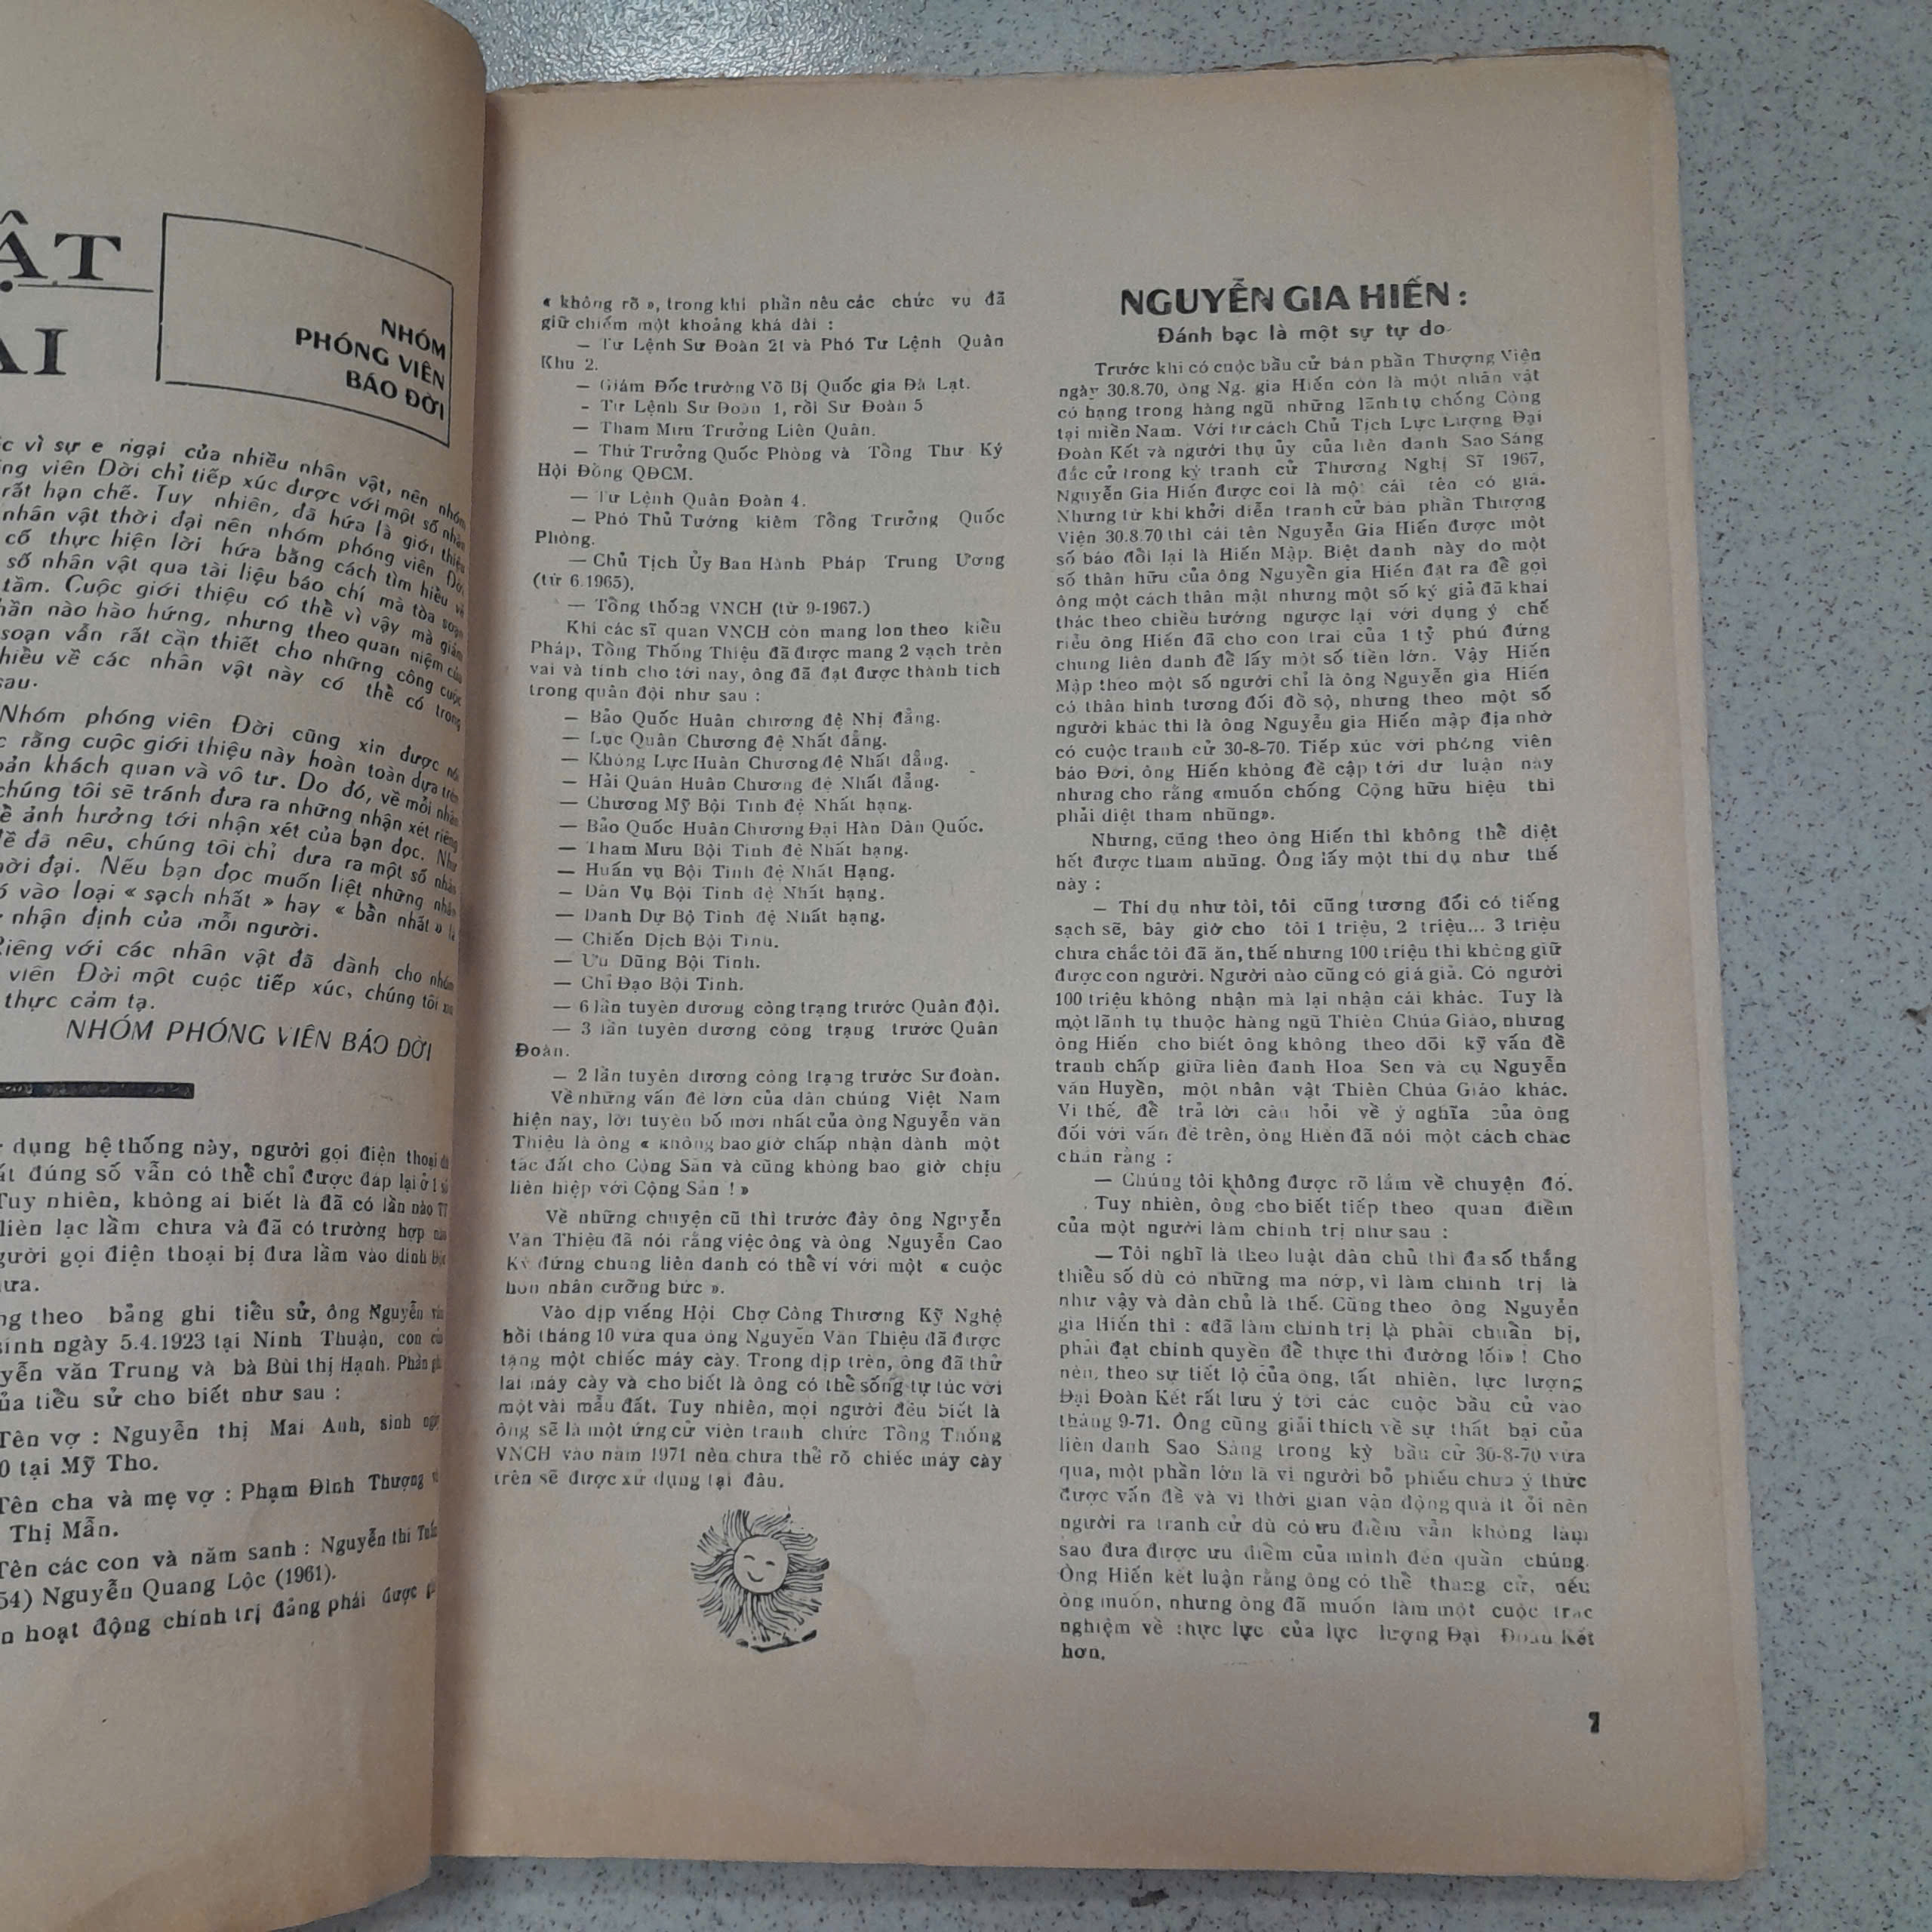 ẬT
ẠI
NHÓM
PHÓNG VIÊN
BÁO ĐỜI
vì sự e ngại của nhiều nhân vật, nên nhóm
viên Đời chỉ tiếp xúc được với một số nhân
rất hạn chế. Tuy nhiên, đã hứa là giới thiệu
nhân vật thời đại nên nhóm phóng viên Đời
cố thực hiện lời hứa bằng cách tìm hiểu về
số nhân vật qua tài liệu báo chí mà tòa soạn
tầm. Cuộc giới thiệu có thể vì vậy mà giảm
phần nào hào hứng, nhưng theo quan niệm của
soạn vẫn rất cần thiết cho những công cuộc
hiểu về các nhân vật này có thể có trong
sau.
Nhóm phóng viên Đời cũng xin được nói
rằng cuộc giới thiệu này hoàn toàn dựa trên
bản khách quan và vô tư. Do đó, về mỗi nhân
chúng tôi sẽ tránh đưa ra những nhận xét riêng
ảnh hưởng tới nhận xét của bạn đọc. Như
đề đã nêu, chúng tôi chỉ đưa ra một số nhân
thời đại. Nếu bạn đọc muốn liệt những nhân
vào loại « sạch nhất » hay « bần nhất » là
nhận định của mỗi người.
Riêng với các nhân vật đã dành cho nhóm
viên Đời một cuộc tiếp xúc, chúng tôi xin
thực cảm tạ.
NHÓM PHÓNG VIÊN BÁO ĐỜI
dụng hệ thống này, người gọi điện thoại dù
đúng số vẫn có thể chỉ được đáp lại ở 1 số
Tuy nhiên, không ai biết là đã có lần nào TT
liên lạc lầm chưa và đã có trường hợp nào
người gọi điện thoại bị đưa lầm vào dinh Độc
theo bảng ghi tiểu sử, ông Nguyễn văn
sinh ngày 5.4.1923 tại Ninh Thuận, con của
văn Trung và bà Bùi thị Hạnh. Phần ghi
của tiểu sử cho biết như sau :
Tên vợ : Nguyễn thị Mai Anh, sinh ngày
0 tại Mỹ Tho.
Tên cha và mẹ vợ : Phạm Đình Thượng và
Thị Mẫn.
Tên các con và năm sanh : Nguyễn thi Tuấn
54) Nguyễn Quang Lộc (1961).
hoạt động chính trị đảng phái được
« không rõ », trong khi phần nêu các chức vụ đã
giữ chiếm một khoảng khá dài :
— Tư Lệnh Sư Đoàn 21 và Phó Tư Lệnh Quân
Khu 2.
— Giám Đốc trường Võ Bị Quốc gia Đà Lạt.
- Tư Lệnh Sư Đoàn 1, rồi Sư Đoàn 5
— Tham Mưu Trưởng Liên Quân.
— Thứ Trưởng Quốc Phòng và Tổng Thư Ký
Hội Đồng QĐCM.
— Tư Lệnh Quân Đoàn 4.
— Phó Thủ Tướng kiêm Tổng Trưởng Quốc
Phòng.
— Chủ Tịch Ủy Ban Hành Pháp Trung Ương
(từ 6.1965).
— Tổng thống VNCH (từ 9-1967.)
Khi các sĩ quan VNCH còn mang lon theo kiểu
Pháp, Tổng Thống Thiệu đã được mang 2 vạch trên
vai và tính cho tới nay, ông đã đạt được thành tích
trong quân đội như sau :
— Bảo Quốc Huân chương đệ Nhị đẳng.
— Lục Quân Chương đệ Nhất đẳng.
— Không Lực Huân Chương đệ Nhất đẳng.
— Hải Quân Huân Chương đệ Nhất đẳng.
— Chương Mỹ Bội Tinh đệ Nhất hạng.
— Bảo Quốc Huân Chương Đại Hàn Dân Quốc.
— Tham Mưu Bội Tinh đệ Nhất hạng.
— Huấn vụ Bội Tinh đệ Nhất Hạng.
— Dân Vụ Bội Tinh đệ Nhất hạng.
— Danh Dự Bộ Tinh đệ Nhất hạng.
— Chiến Dịch Bội Tinh.
— Ưu Dũng Bội Tinh.
— Chỉ Đạo Bội Tinh.
— 6 lần tuyên dương công trạng trước Quân đội.
— 3 lần tuyên dương công trạng trước Quân
Đoàn.
— 2 lần tuyên dương công trạng trước Sư đoàn.
Về những vấn đề lớn của dân chúng Việt Nam
hiện nay, lời tuyên bố mới nhất của ông Nguyễn văn
Thiệu là ông « không bao giờ chấp nhận dành một
tấc đất cho Cộng Sản và cũng không bao giờ chịu
liên hiệp với Cộng Sản ! »
Về những chuyện cũ thì trước đây ông Nguyễn
Văn Thiệu đã nói rằng việc ông và ông Nguyễn Cao
Kỳ đứng chung liên danh có thể ví với một « cuộc
hôn nhân cưỡng bức ».
Vào dịp viếng Hội Chợ Công Thương Kỹ Nghệ
hồi tháng 10 vừa qua ông Nguyễn Văn Thiệu đã được
tặng một chiếc máy cày. Trong dịp trên, ông đã thử
lái máy cày và cho biết là ông có thể sống tự túc với
một vài mẫu đất. Tuy nhiên, mọi người đều biết là
ông sẽ là một ứng cử viên tranh chức Tổng Thống
VNCH vào năm 1971 nên chưa thể rõ chiếc máy cày
trên sẽ được xử dụng tại đâu.
NGUYỄN GIA HIẾN :
Đánh bạc là một sự tự do
Trước khi có cuộc bầu cử bán phần Thượng Viện
ngày 30.8.70, ông Ng. gia Hiến còn là một nhân vật
có hạng trong hàng ngũ những lãnh tụ chống Cộng
tại miền Nam. Với tư cách Chủ Tịch Lực Lượng Đại
Đoàn Kết và người thụ ủy của liên danh Sao Sáng
đắc cử trong kỳ tranh cử Thương Nghị Sĩ 1967,
Nguyễn Gia Hiến được coi là một cái tên có giá.
Nhưng từ khi khởi diễn tranh cử bán phần Thượng
Viện 30.8.70 thì cái tên Nguyễn Gia Hiến được một
số báo đổi lại là Hiến Mập. Biệt danh này do một
số thân hữu của ông Nguyễn gia Hiến đặt ra để gọi
ông một cách thân mật nhưng một số ký giả đã khai
thác theo chiều hướng ngược lại với dụng ý chế
riễu ông Hiến đã cho con trai của 1 tỷ phú đứng
chung liên danh để lấy một số tiền lớn. Vậy Hiến
Mập theo một số người chỉ là ông Nguyễn gia Hiến
có thân hình tương đối đồ sộ, nhưng theo một số
người khác thì là ông Nguyễn gia Hiến mập địa nhờ
có cuộc tranh cử 30-8-70. Tiếp xúc với phóng viên
báo Đời, ông Hiến không đề cập tới dư luận này
nhưng cho rằng «muốn chống Cộng hữu hiệu thì
phải diệt tham nhũng».
Nhưng, cũng theo ông Hiến thì không thể diệt
hết được tham nhũng. Ông lấy một thí dụ như thế
này :
— Thí dụ như tôi, tôi cũng tương đối có tiếng
sạch sẽ, bây giờ cho tôi 1 triệu, 2 triệu... 3 triệu
chưa chắc tôi đã ăn, thế nhưng 100 triệu thì không giữ
được con người. Người nào cũng có giá giả. Có người
100 triệu không nhận mà lại nhận cái khác. Tuy là
một lãnh tụ thuộc hàng ngũ Thiên Chúa Giáo, nhưng
ông Hiến cho biết ông không theo dõi kỹ vấn đề
tranh chấp giữa liên danh Hoa Sen và cụ Nguyễn
văn Huyền, một nhân vật Thiên Chúa Giáo khác.
Vì thế, để trả lời câu hỏi về ý nghĩa của ông
đối với vấn đề trên, ông Hiến đã nói một cách chắc
chắn rằng :
— Chúng tôi không được rõ lắm về chuyện đó.
Tuy nhiên, ông cho biết tiếp theo quan điểm
của một người làm chính trị như sau :
— Tôi nghĩ là theo luật dân chủ thì đa số thắng
thiểu số dù có những ma nớp, vì làm chính trị là
như vậy và dân chủ là thế. Cũng theo ông Nguyễn
gia Hiến thì : «đã làm chính trị là phải chuẩn bị,
phải đạt chính quyền để thực thi đường lối» ! Cho
nên, theo sự tiết lộ của ông, tất nhiên, lực lượng
Đại Đoàn Kết rất lưu ý tới các cuộc bầu cử vào
tháng 9-71. Ông cũng giải thích về sự thất bại của
liên danh Sao Sáng trong kỳ bầu cử 30-8-70 vừa
qua, một phần lớn là vì người bỏ phiếu chưa ý thức
được vấn đề và vì thời gian vận động quá ít ỏi nên
người ra tranh cử dù có ưu điểm vẫn không làm
sao đưa được ưu điểm của mình đến quần chúng.
Ông Hiến kết luận rằng ông có thể thắng cử, nếu
ông muốn, nhưng ông đã muốn làm một cuộc trắc
nghiệm về thực lực của lực lượng Đại Đoàn Kết
hơn.
7